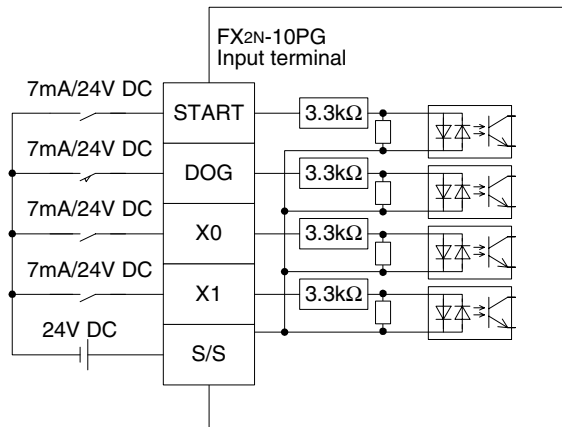 FX2N-10PG
Input terminal
7mA/24V DC
START
3.3kΩ
7mA/24V DC
DOG
3.3kΩ
7mA/24V DC
X0
3.3kΩ
7mA/24V DC
X1
3.3kΩ
24V DC
S/S